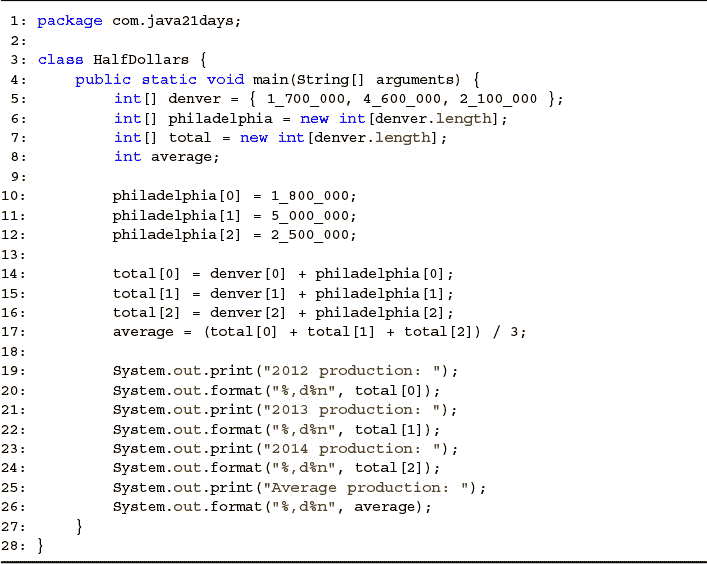 1: package com.java21days;
2:
3: class HalfDollars {
4:     public static void main(String[] arguments) {
5:         int[] denver = { 1_700_000, 4_600_000, 2_100_000 };
6:         int[] philadelphia = new int[denver.length];
7:         int[] total = new int[denver.length];
8:         int average;
9:
10:         philadelphia[0] = 1_800_000;
11:         philadelphia[1] = 5_000_000;
12:         philadelphia[2] = 2_500_000;
13:
14:         total[0] = denver[0] + philadelphia[0];
15:         total[1] = denver[1] + philadelphia[1];
16:         total[2] = denver[2] + philadelphia[2];
17:         average = (total[0] + total[1] + total[2]) / 3;
18:
19:         System.out.print("2012 production: ");
20:         System.out.format("%,d%n", total[0]);
21:         System.out.print("2013 production: ");
22:         System.out.format("%,d%n", total[1]);
23:         System.out.print("2014 production: ");
24:         System.out.format("%,d%n", total[2]);
25:         System.out.print("Average production: ");
26:         System.out.format("%,d%n", average);
27:     }
28: }